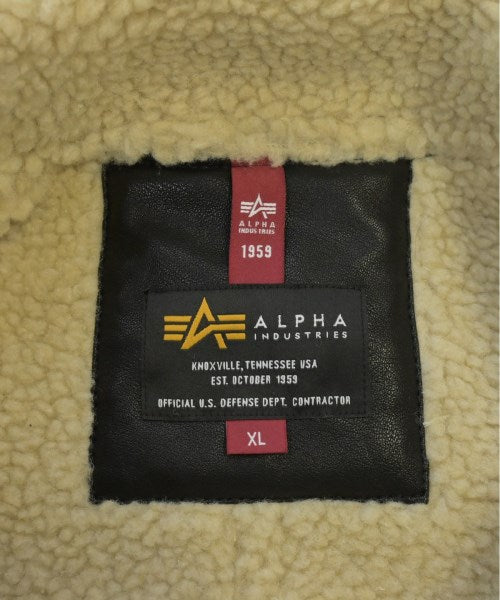 ALPHA
INDUSTRIES
1959
ALPHA
INDUSTRIES
KNOXVILLE, TENNESSEE USA
EST. OCTOBER 1959
OFFICIAL U.S. DEFENSE DEPT. CONTRACTOR
XL